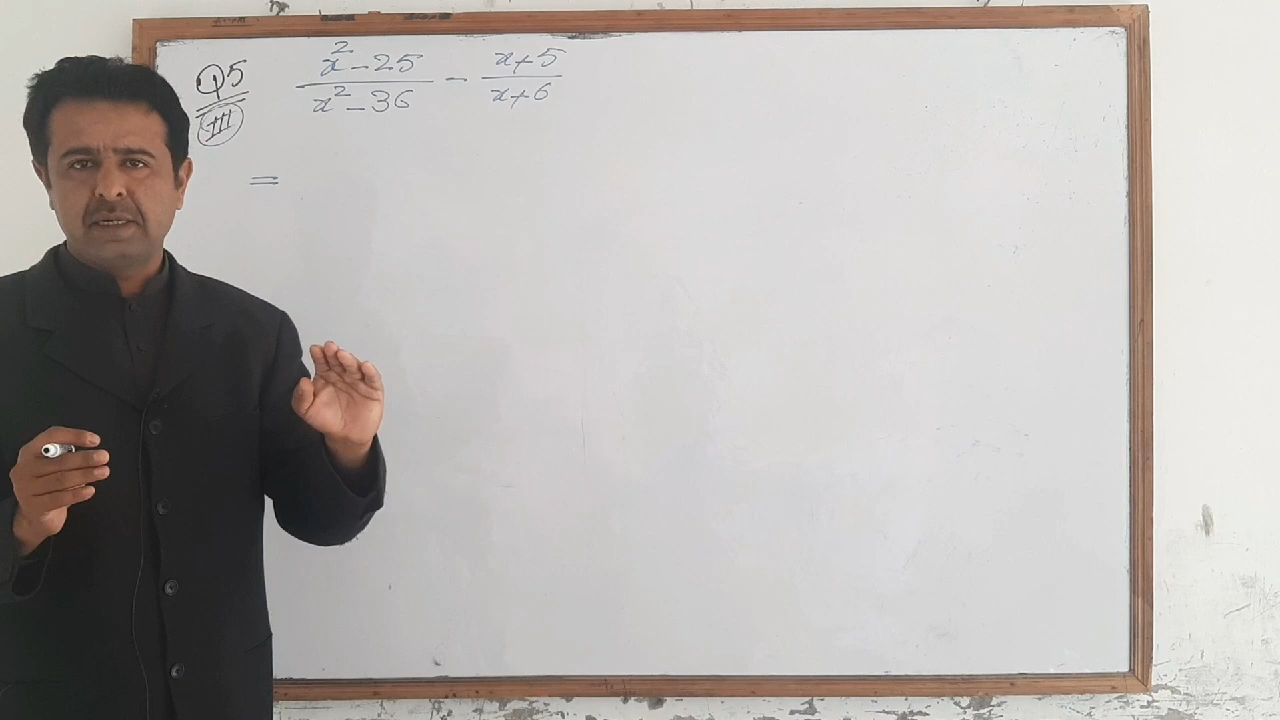 Q5 (x²-25)/(x²-36) - (x+5)/(x+6)
III
=